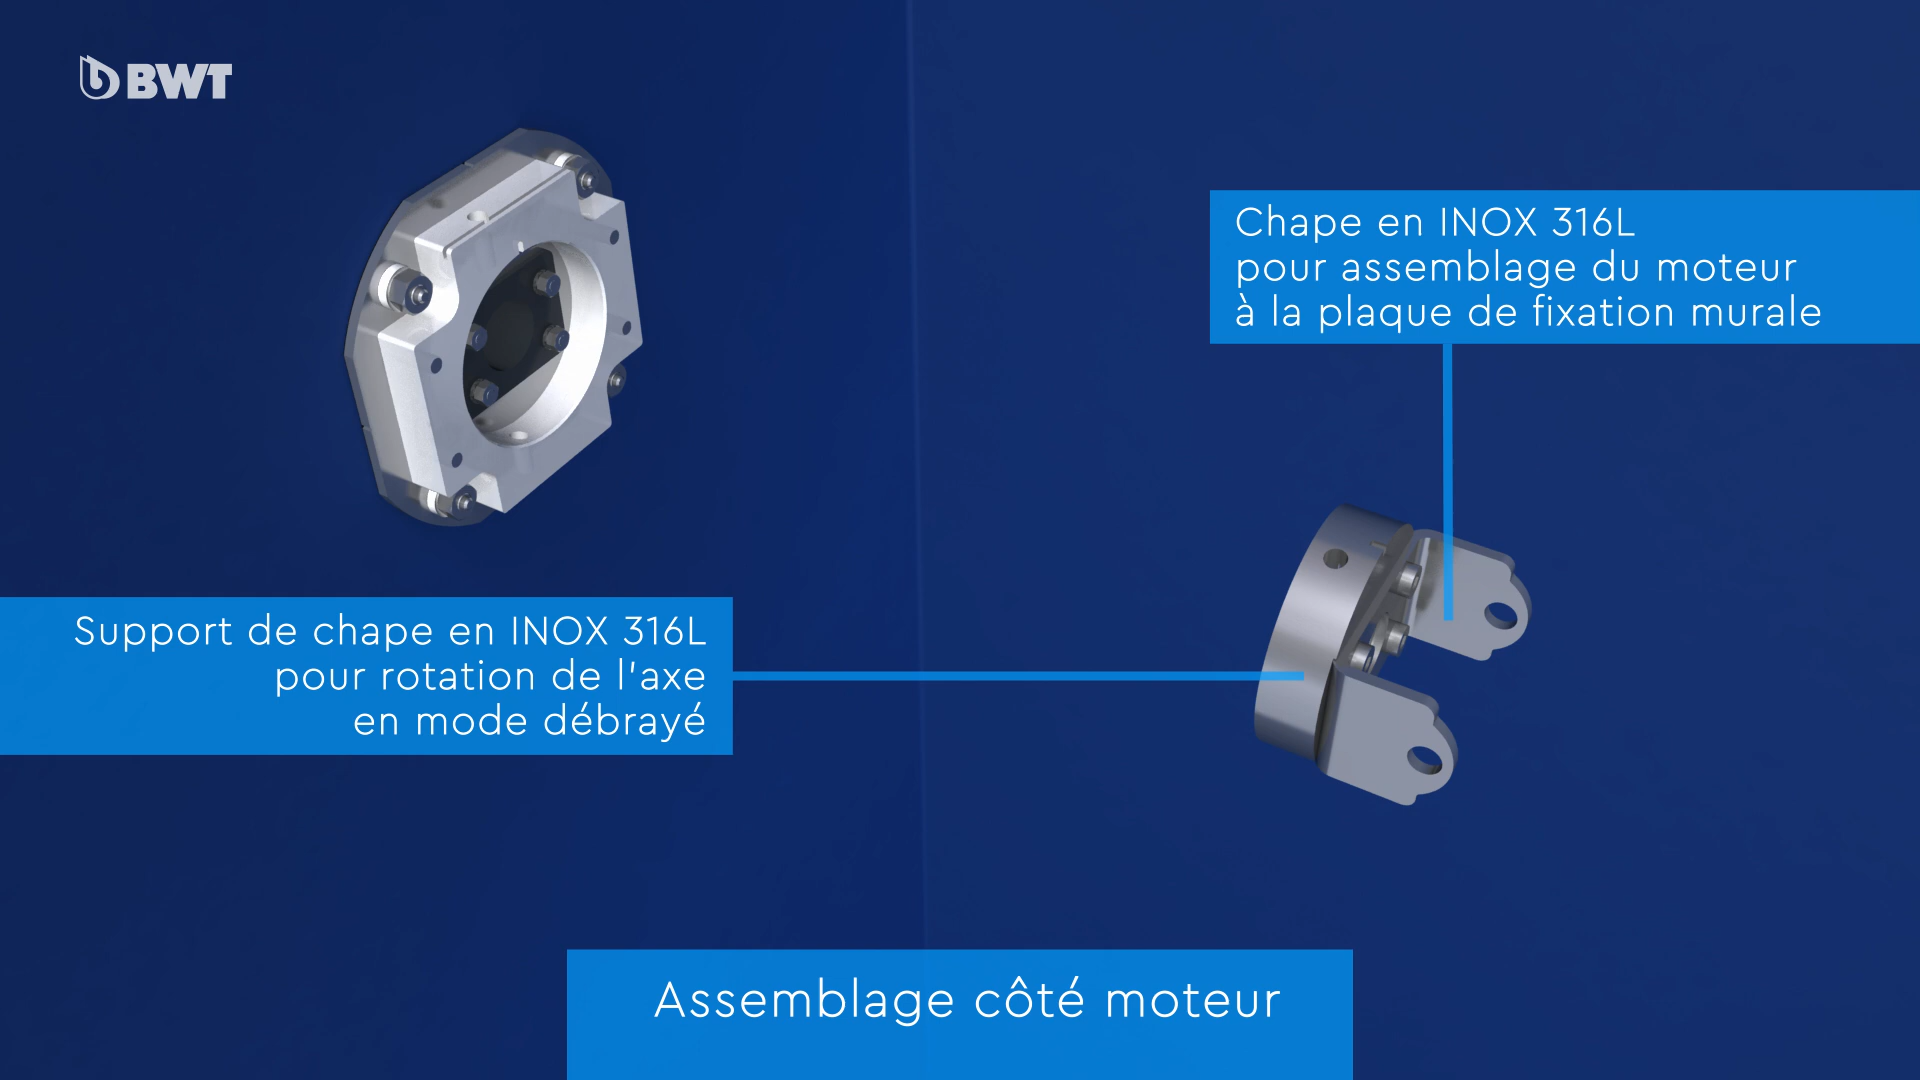 BWT
Chape en INOX 316L
pour assemblage du moteur
à la plaque de fixation murale
Support de chape en INOX 316L
pour rotation de l'axe
en mode débrayé
Assemblage côté moteur